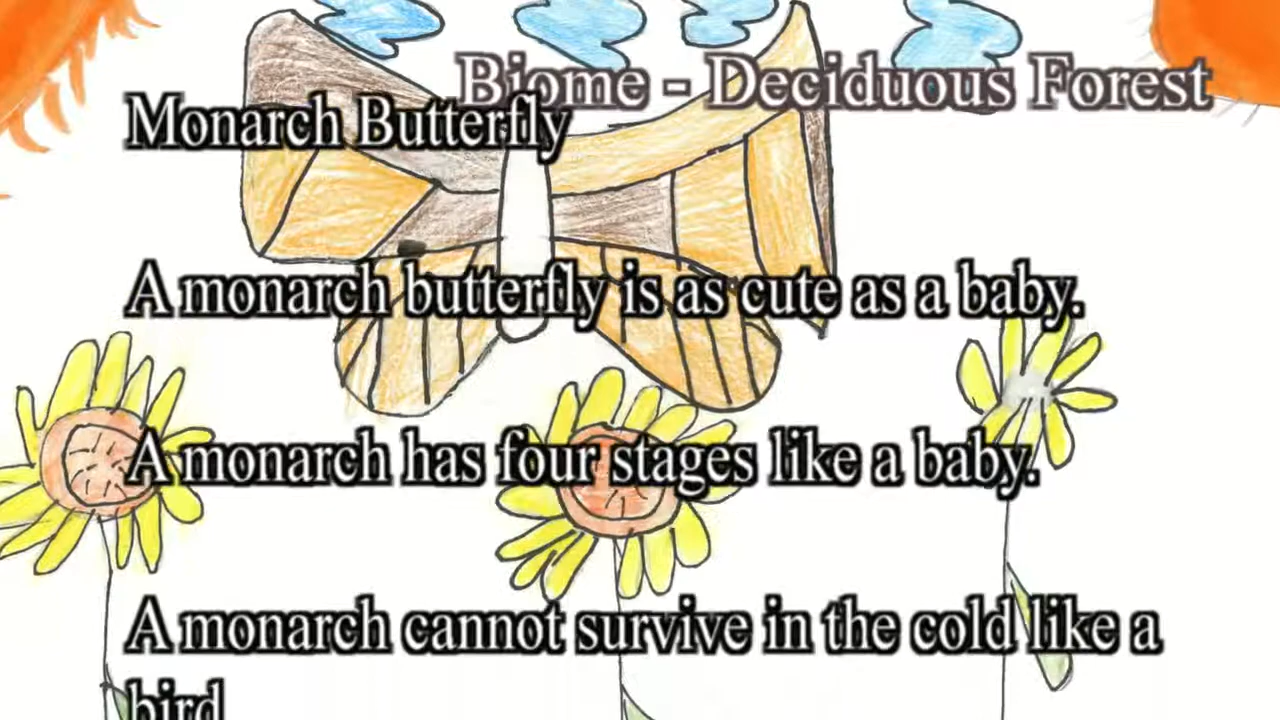 Biome - Deciduous Forest
Monarch Butterfly
A monarch butterfly is as cute as a baby.
A monarch has four stages like a baby.
A monarch cannot survive in the cold like a
bird